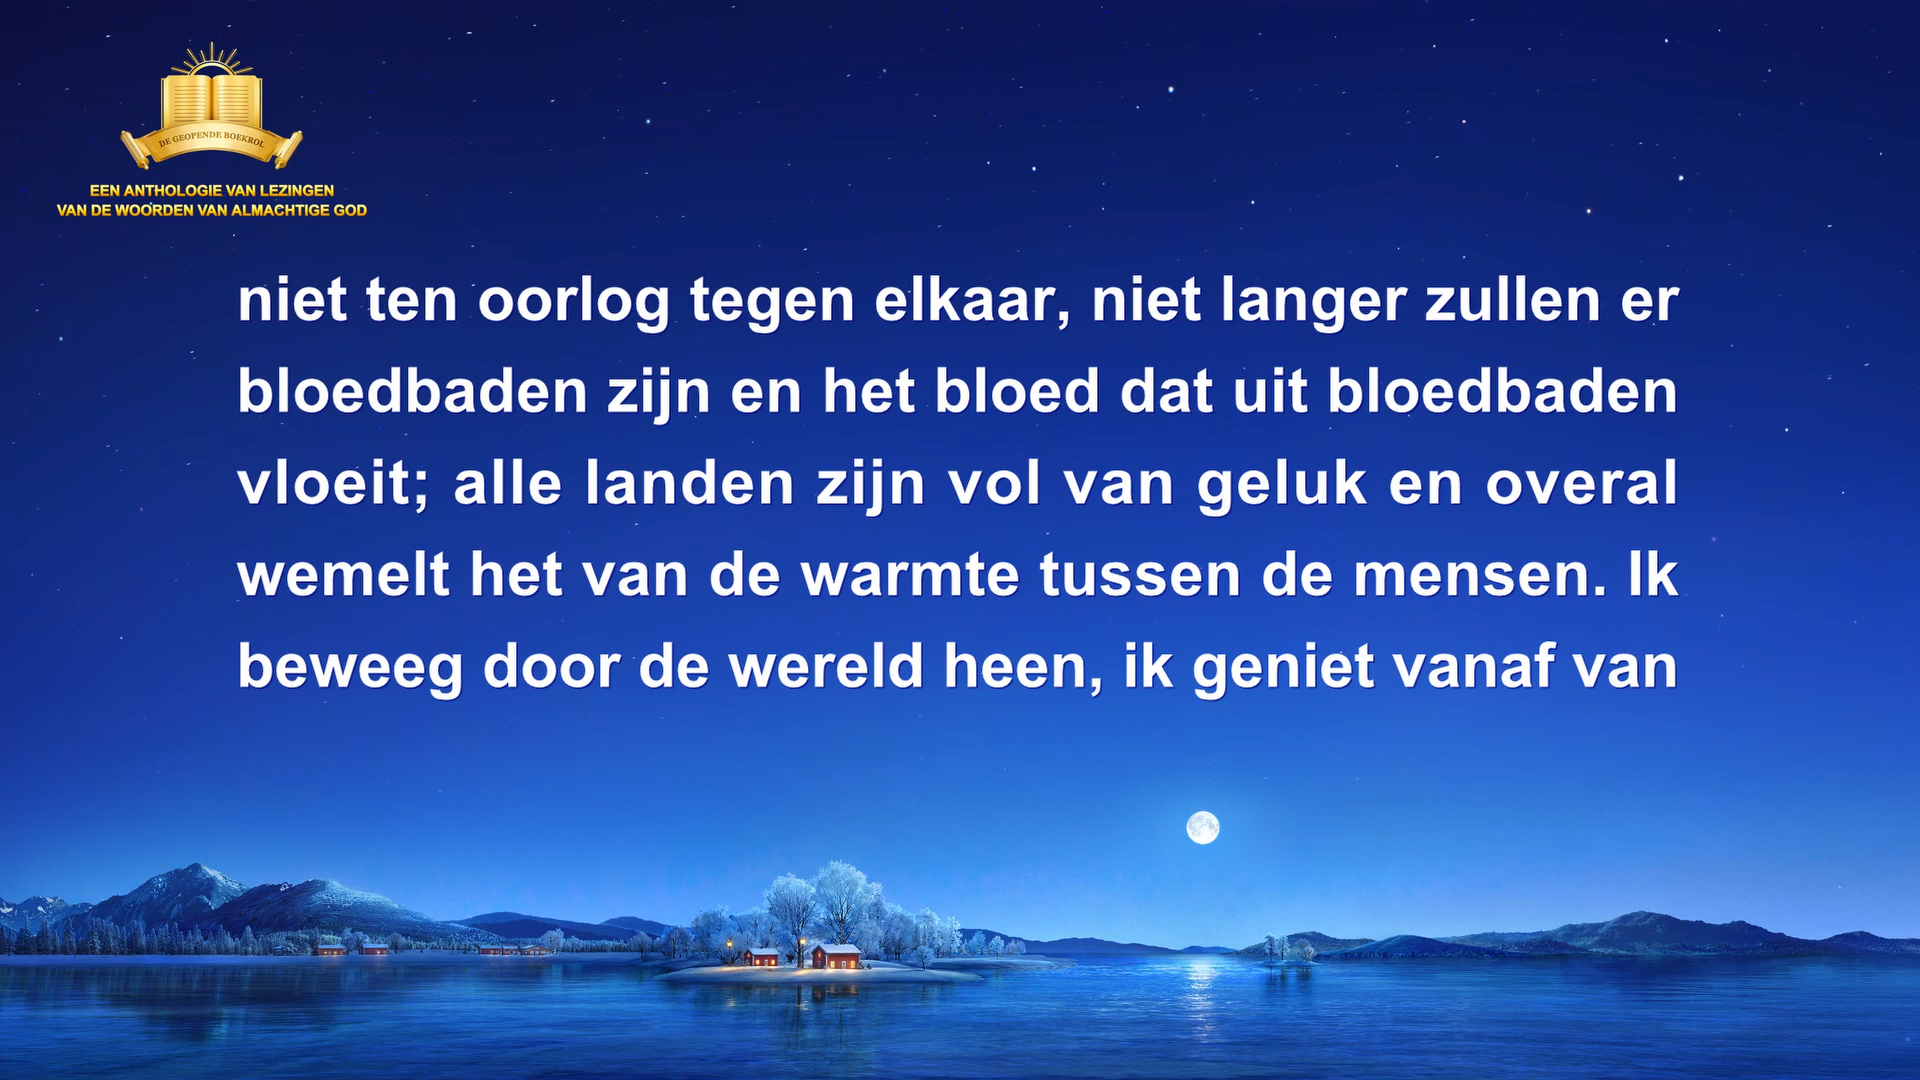 DE GEOPENDE BOEKROL
EEN ANTHOLOGIE VAN LEZINGEN
VAN DE WOORDEN VAN ALMACHTIGE GOD
niet ten oorlog tegen elkaar, niet langer zullen er
bloedbaden zijn en het bloed dat uit bloedbaden
vloeit; alle landen zijn vol van geluk en overal
wemelt het van de warmte tussen de mensen. Ik
beweeg door de wereld heen, ik geniet vanaf van